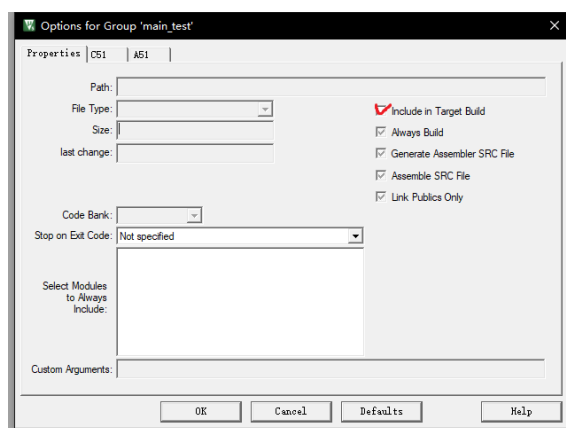 Options for Group 'main_test'
Properties C51 A51
Path:
File Type:
Include in Target Build
Size:
Always Build
last change:
Generate Assembler SRC File
Assemble SRC File
Link Publics Only
Code Bank:
Stop on Exit Code: Not specified
Select Modules
to Always
Include:
Custom Arguments:
OK Cancel Defaults Help